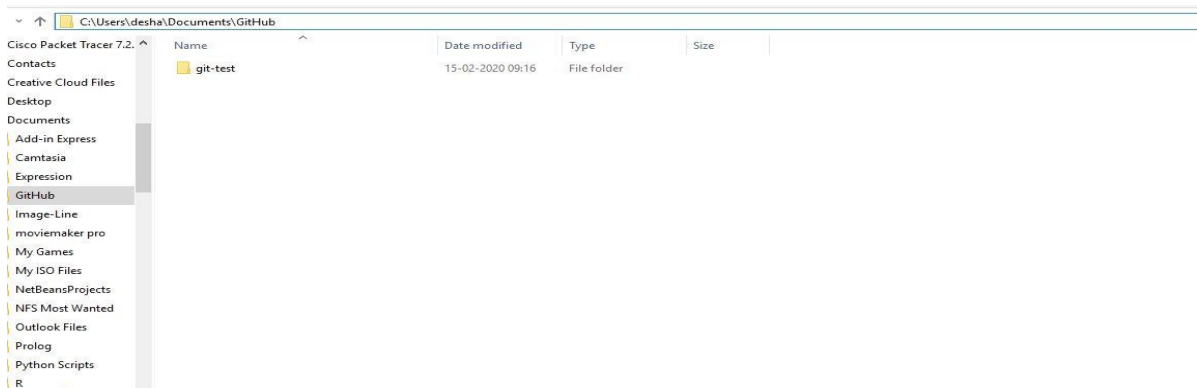 C:\Users\desha\Documents\GitHub
Cisco Packet Tracer 7.2.
Contacts
Creative Cloud Files
Desktop
Documents
Add-in Express
Camtasia
Expression
GitHub
Image-Line
moviemaker pro
My Games
My ISO Files
NetBeansProjects
NFS Most Wanted
Outlook Files
Prolog
Python Scripts
R
Name Date modified Type Size
git-test 15-02-2020 09:16 File folder